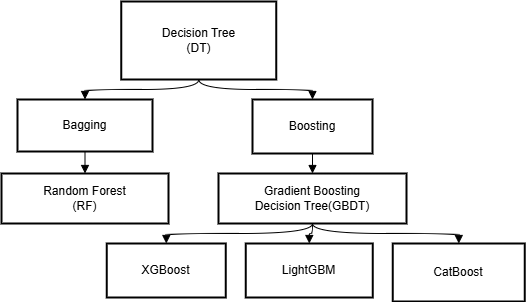 Decision Tree
(DT)
Bagging
Boosting
Random Forest
(RF)
Gradient Boosting
Decision Tree(GBDT)
XGBoost
LightGBM
CatBoost